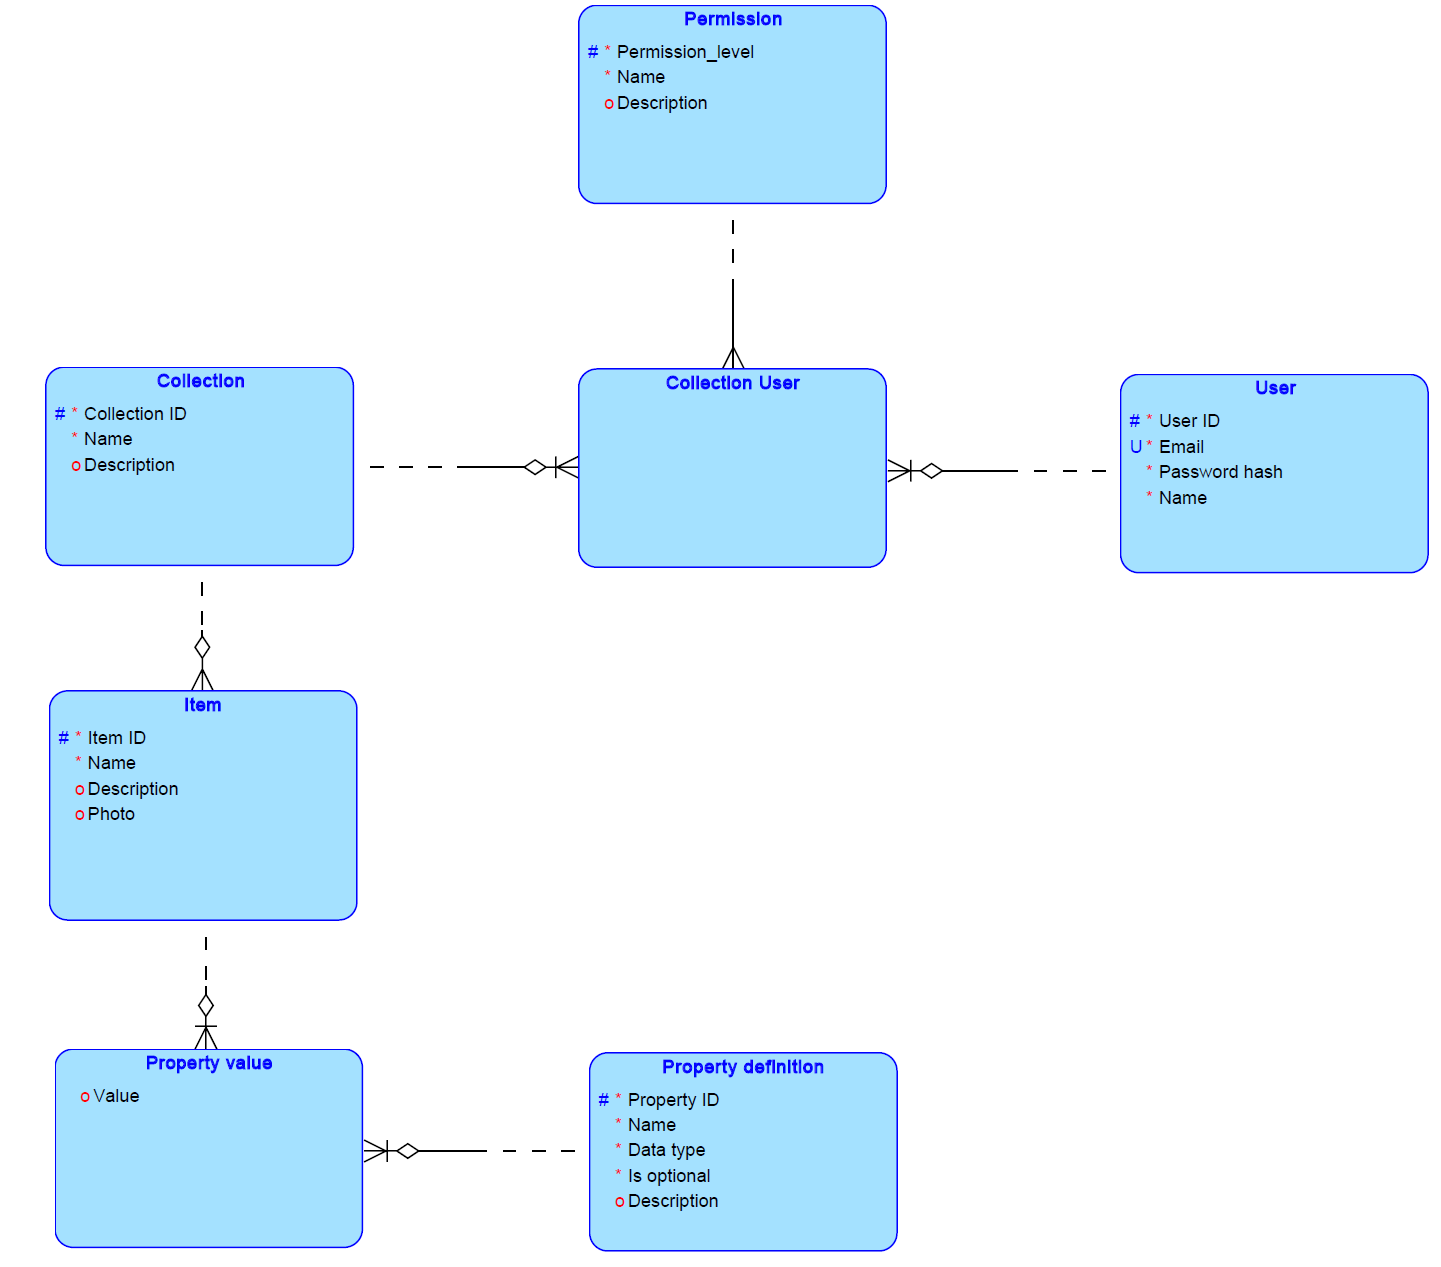 Permission
# * Permission_level
* Name
o Description
Collection
# * Collection ID
* Name
o Description
Collection User
User
# * User ID
U * Email
* Password hash
* Name
Item
# * Item ID
* Name
o Description
o Photo
Property value
o Value
Property definition
# * Property ID
* Name
* Data type
* Is optional
o Description